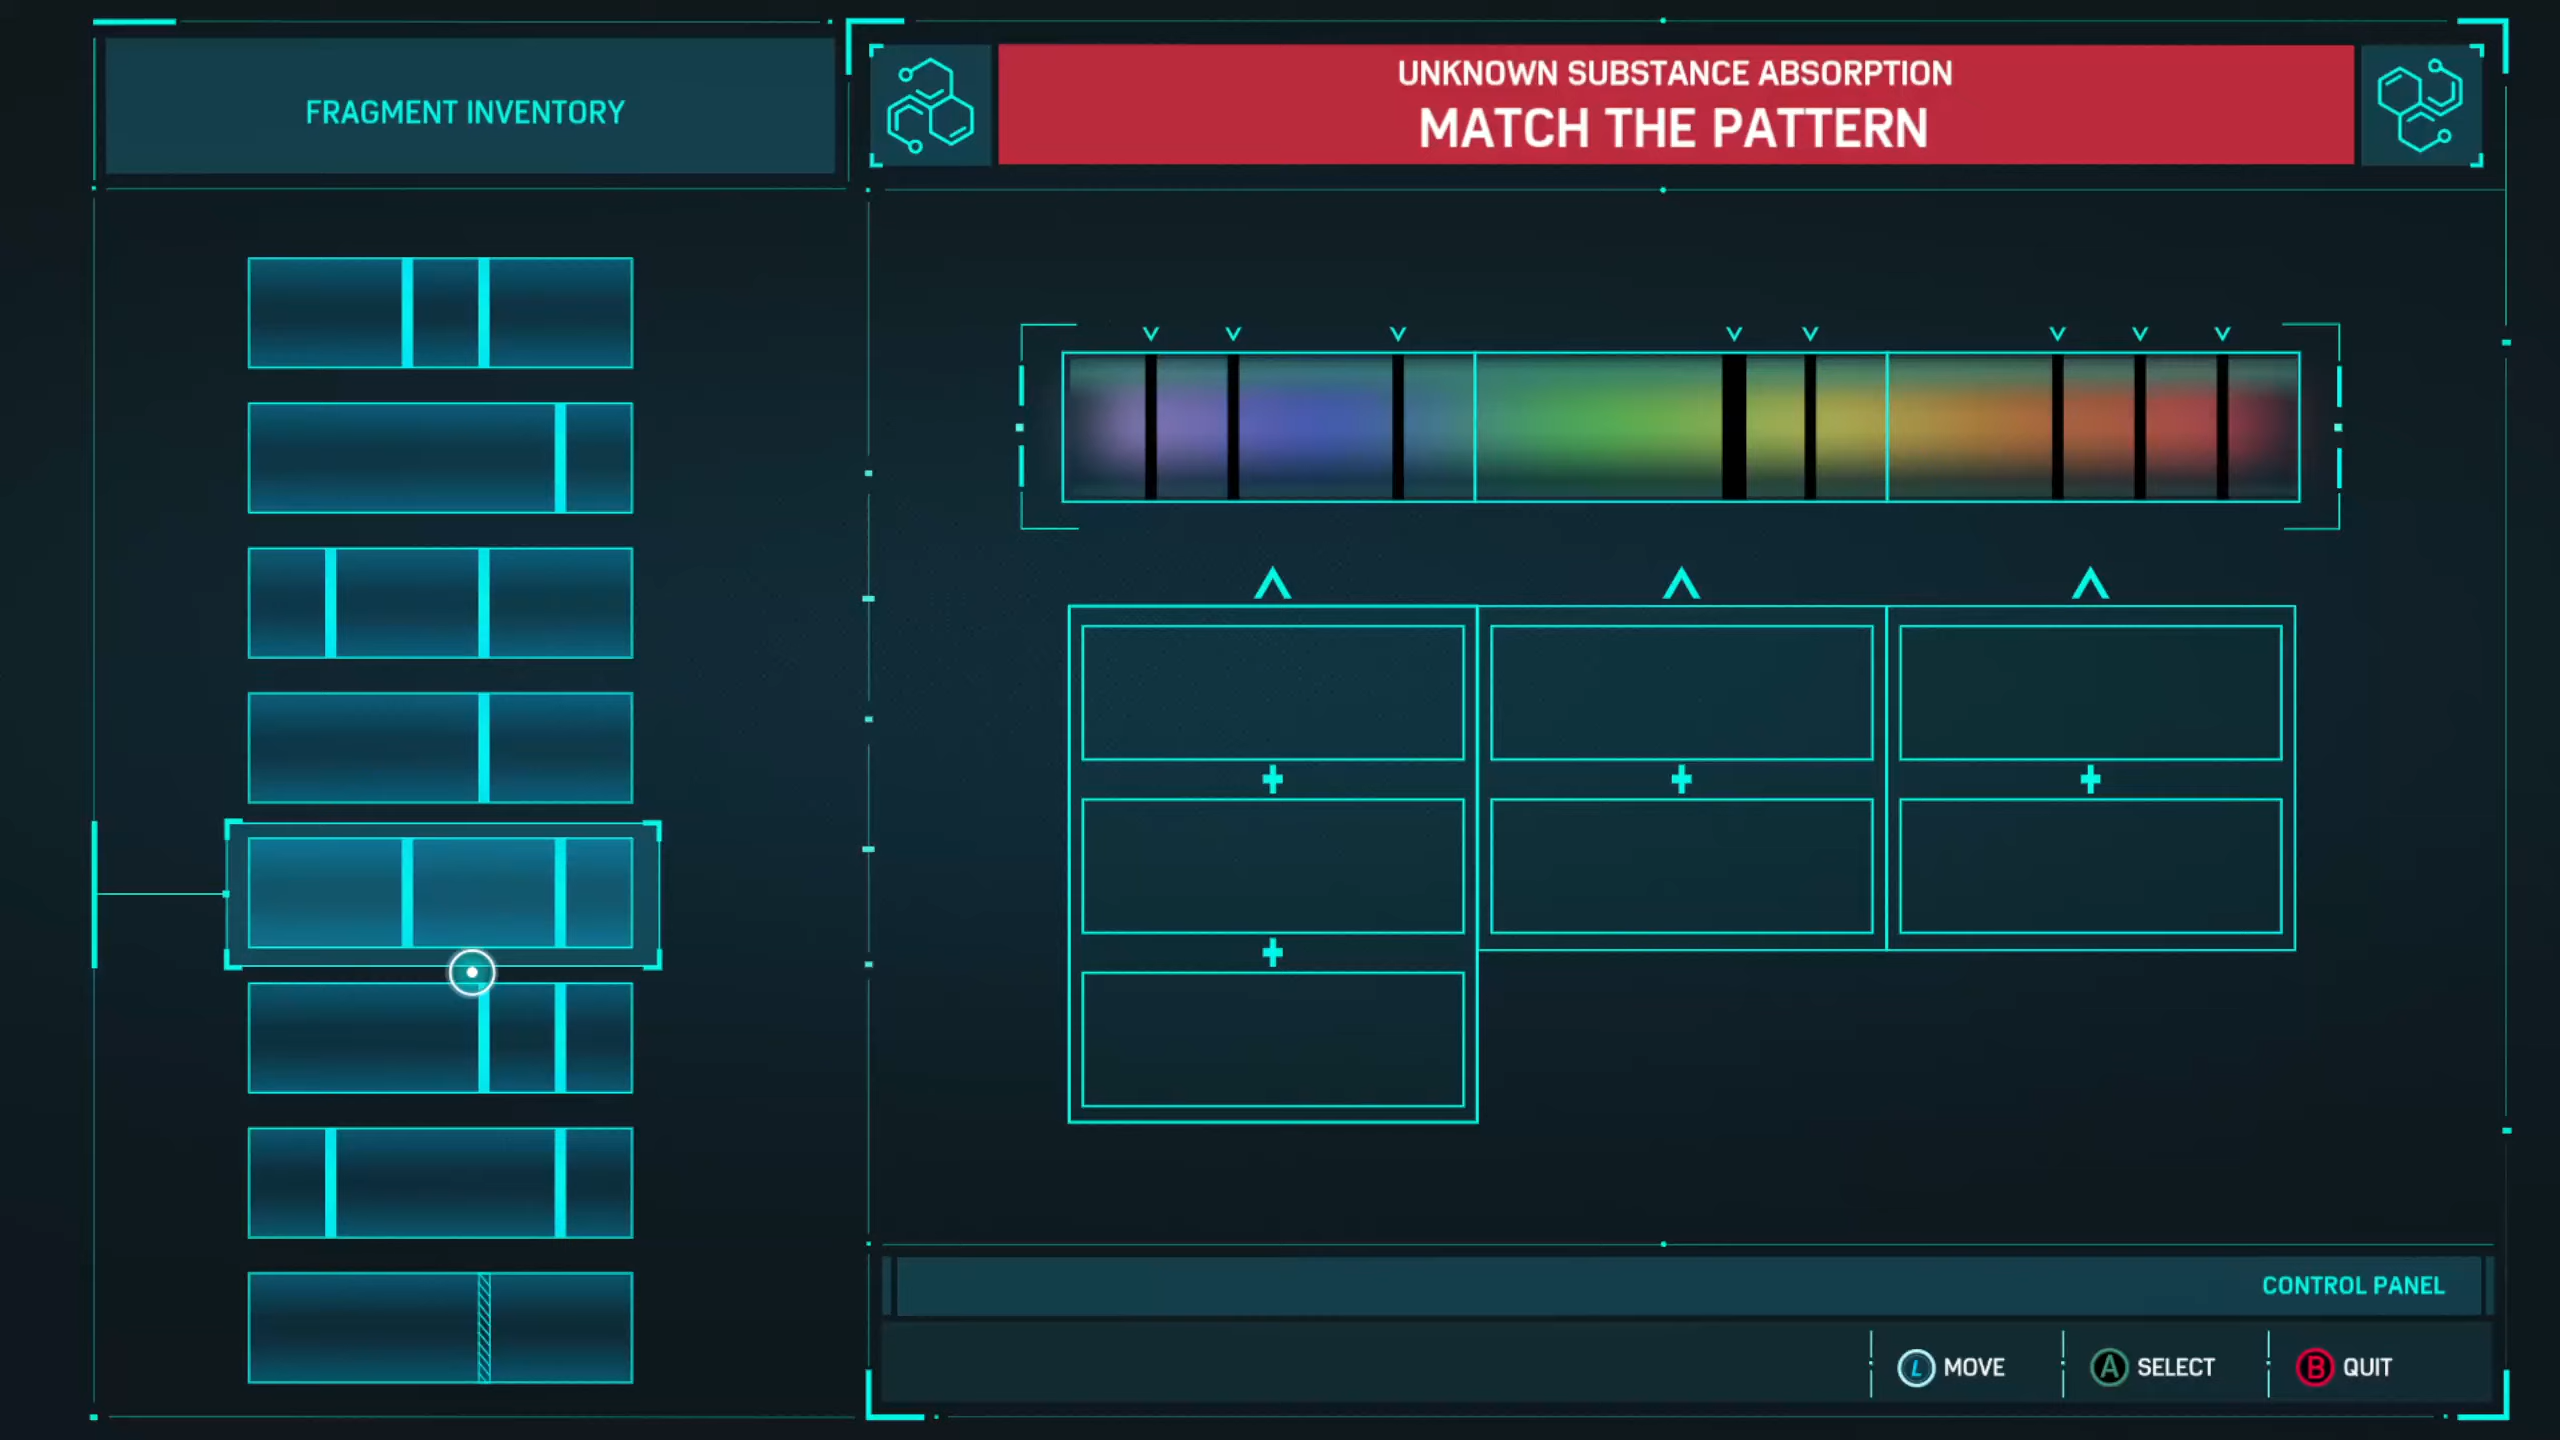 FRAGMENT INVENTORY
UNKNOWN SUBSTANCE ABSORPTION
MATCH THE PATTERN
CONTROL PANEL
L MOVE
A SELECT
B QUIT